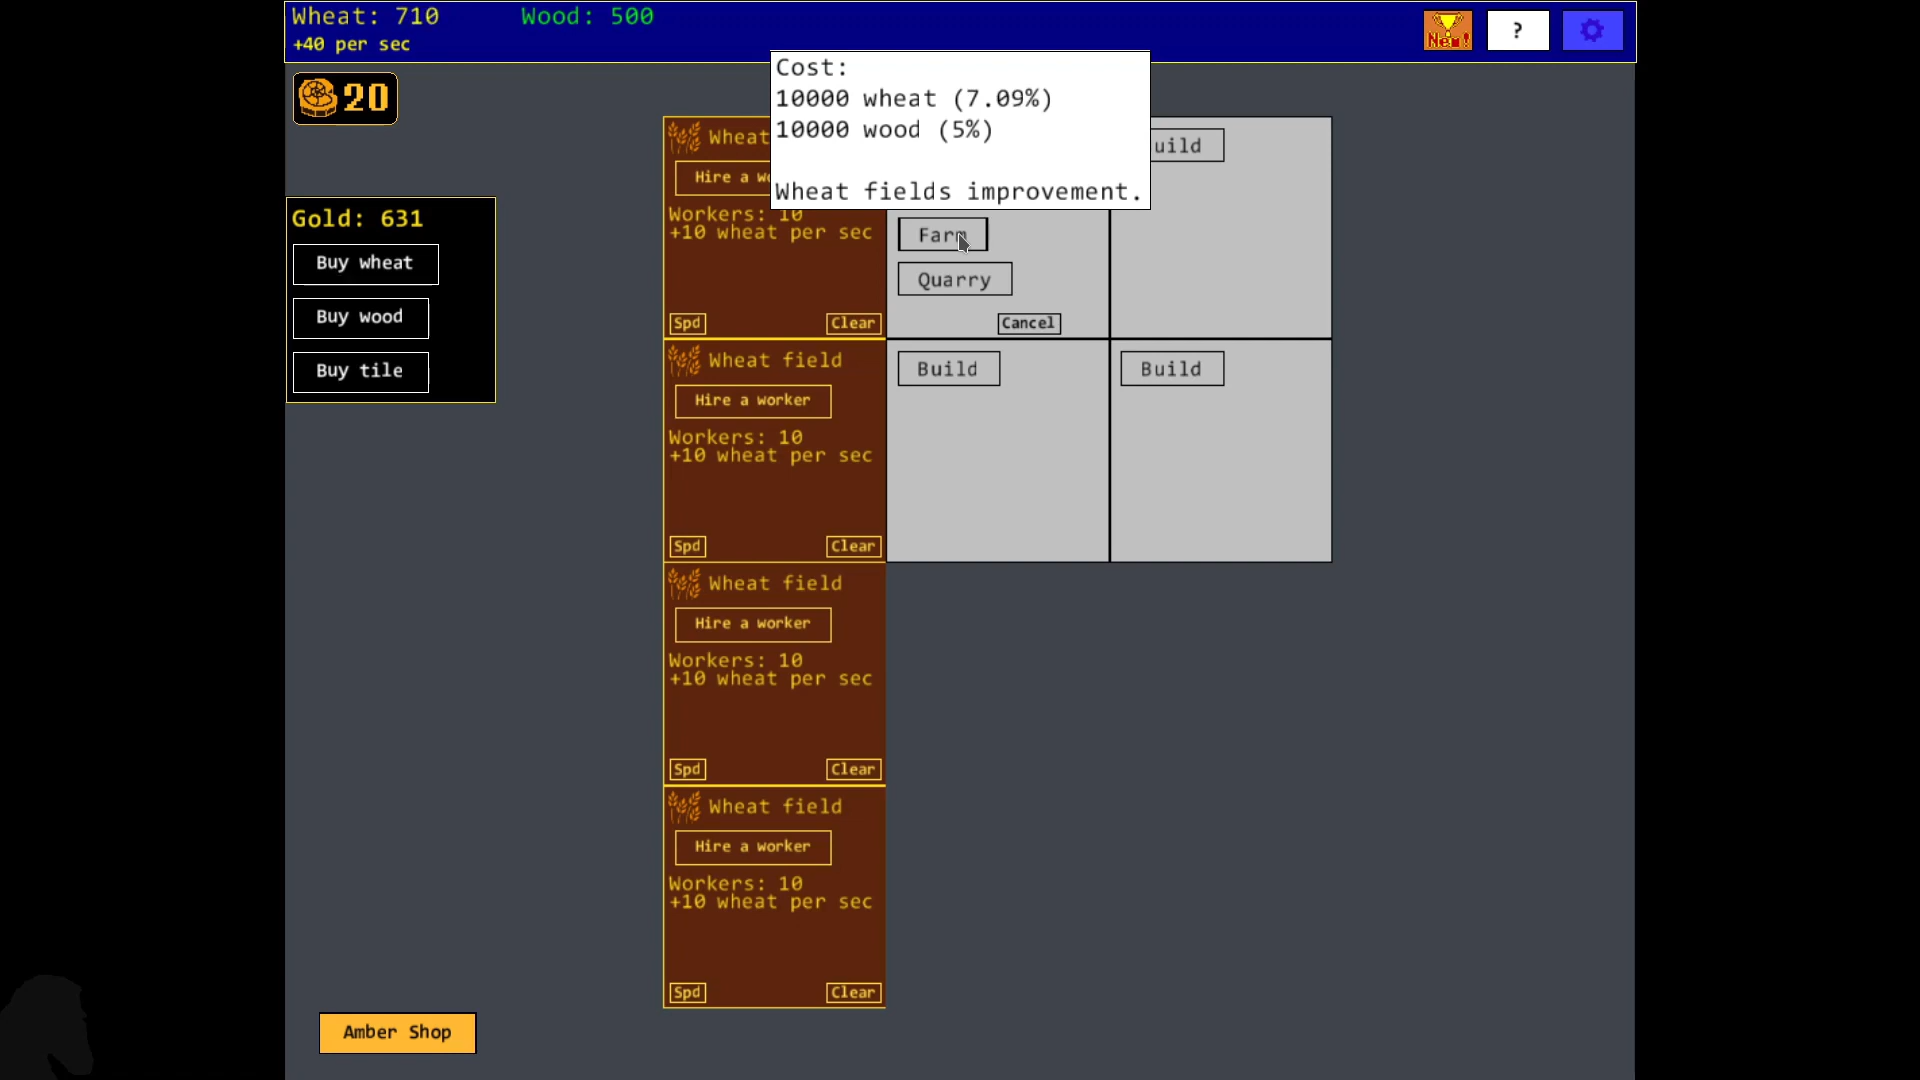 Wheat: 710
+40 per sec
Wood: 500
New!
?
20
Gold: 631
Buy wheat
Buy wood
Buy tile
Cost:
10000 wheat (7.09%)
10000 wood (5%)
Wheat fields improvement.
Wheat
Hire a wo
Workers: 10
+10 wheat per sec
Spd
Clear
Farm
Quarry
Cancel
uild
Wheat field
Hire a worker
Workers: 10
+10 wheat per sec
Spd
Clear
Build
Build
Wheat field
Hire a worker
Workers: 10
+10 wheat per sec
Spd
Clear
Wheat field
Hire a worker
Workers: 10
+10 wheat per sec
Spd
Clear
Amber Shop